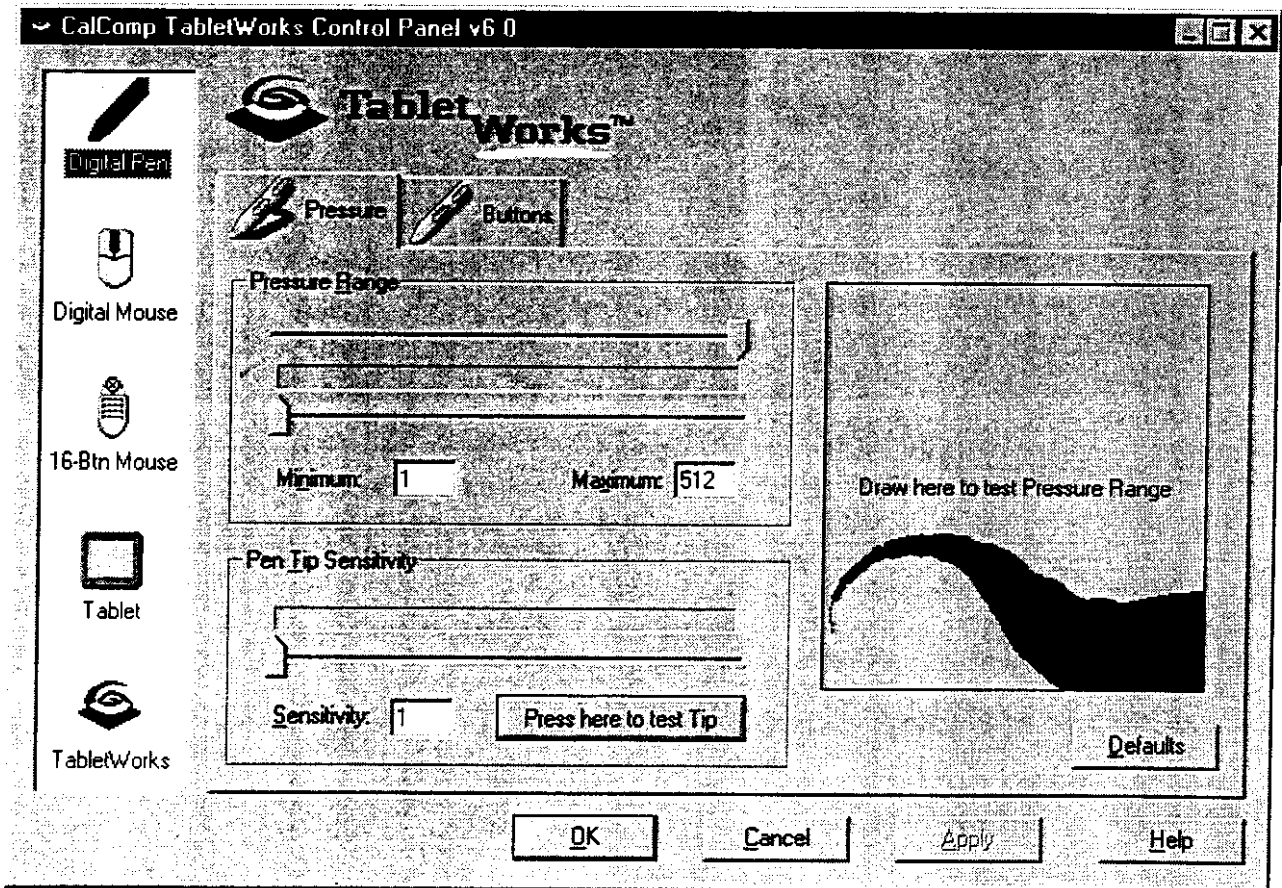 CalComp TabletWorks Control Panel v6.0
Digital Pen
Digital Mouse
16-Btn Mouse
Tablet
TabletWorks
Tablet
Works™
Pressure
Buttons
Pressure Range
Minimum: 1
Maximum: 512
Pen Tip Sensitivity
Sensitivity: 1
Press here to test Tip
Draw here to test Pressure Range
Defaults
OK
Cancel
Apply
Help